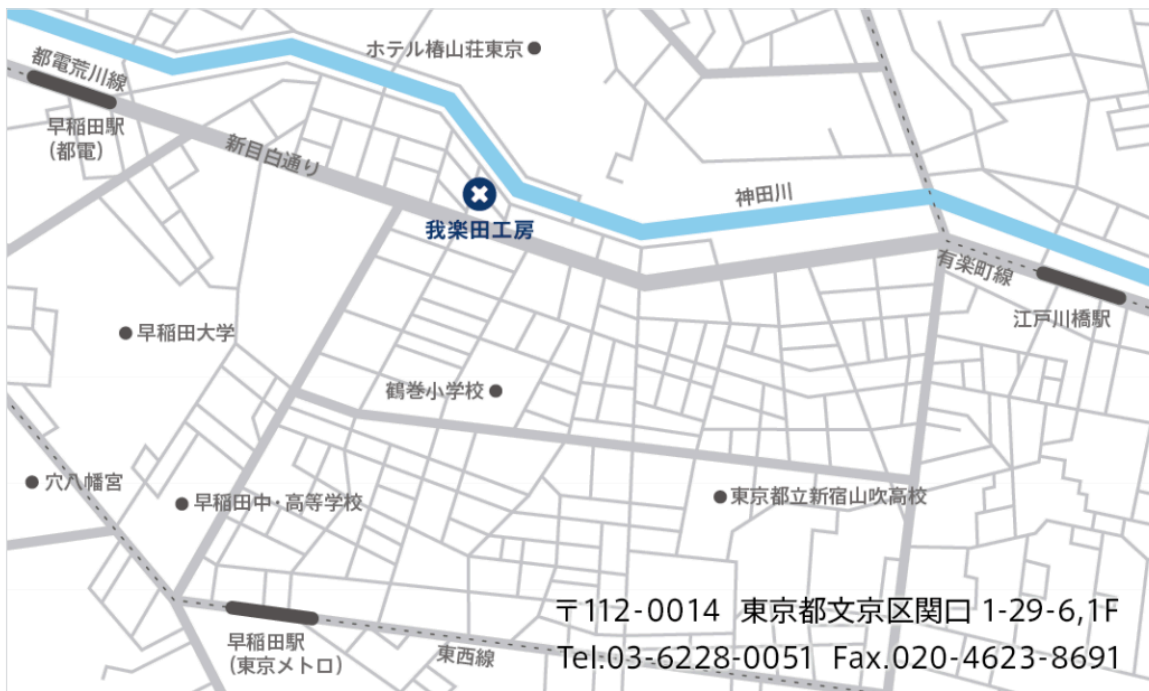 ホテル椿山荘東京
都電荒川線
早稲田駅
(都電)
新目白通り
神田川
我楽田工房
有楽町線
江戸川橋駅
早稲田大学
鶴巻小学校
穴八幡宮
早稲田中・高等学校
東京都立新宿山吹高校
〒112-0014 東京都文京区関口 1-29-6,1F
早稲田駅
(東京メトロ)
東西線
Tel.03-6228-0051 Fax.020-4623-8691